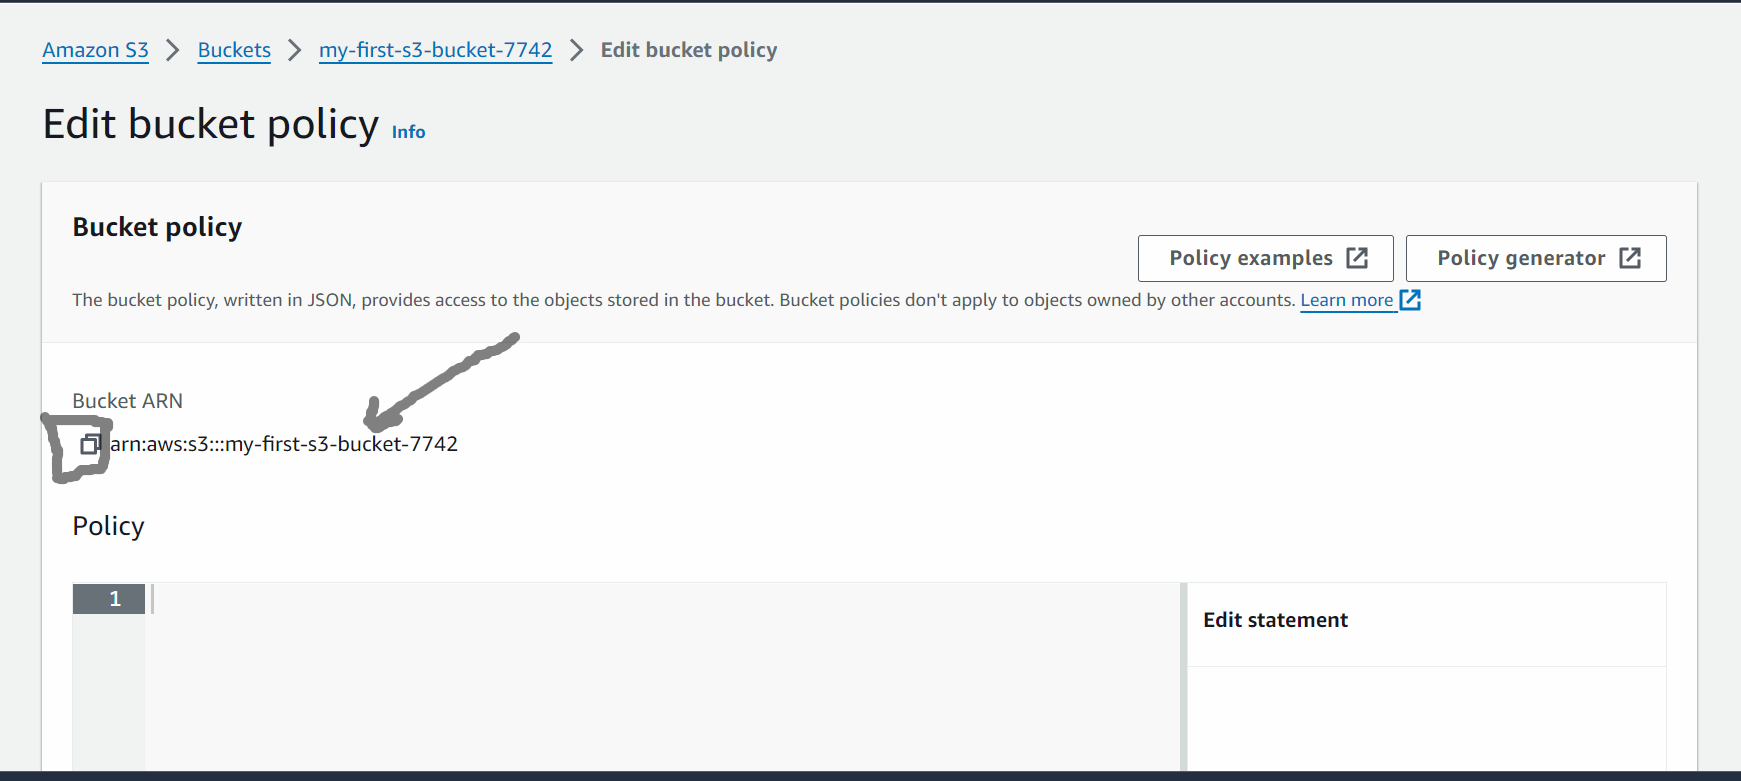 Amazon S3 > Buckets > my-first-s3-bucket-7742 > Edit bucket policy
Edit bucket policy Info
Bucket policy
Policy examples
Policy generator
The bucket policy, written in JSON, provides access to the objects stored in the bucket. Bucket policies don't apply to objects owned by other accounts. Learn more
Bucket ARN
arn:aws:s3:::my-first-s3-bucket-7742
Policy
1
Edit statement